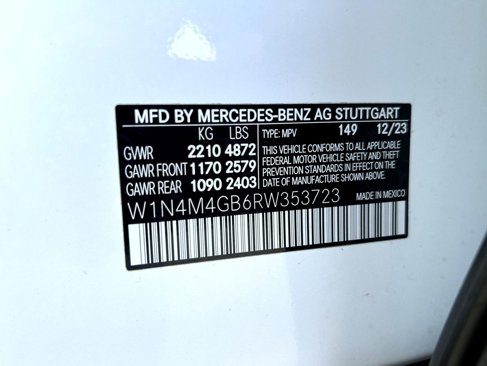 MFD BY MERCEDES-BENZ AG STUTTGART
KG LBS TYPE: MPV 149 12/23
GVWR 2210 4872
GAWR FRONT 1170 2579
GAWR REAR 1090 2403
THIS VEHICLE CONFORMS TO ALL APPLICABLE
FEDERAL MOTOR VEHICLE SAFETY, BUMPER, AND THEFT
PREVENTION STANDARDS IN EFFECT ON THE
DATE OF MANUFACTURE SHOWN ABOVE.
W1N4M4GB6RW353723 MADE IN MEXICO